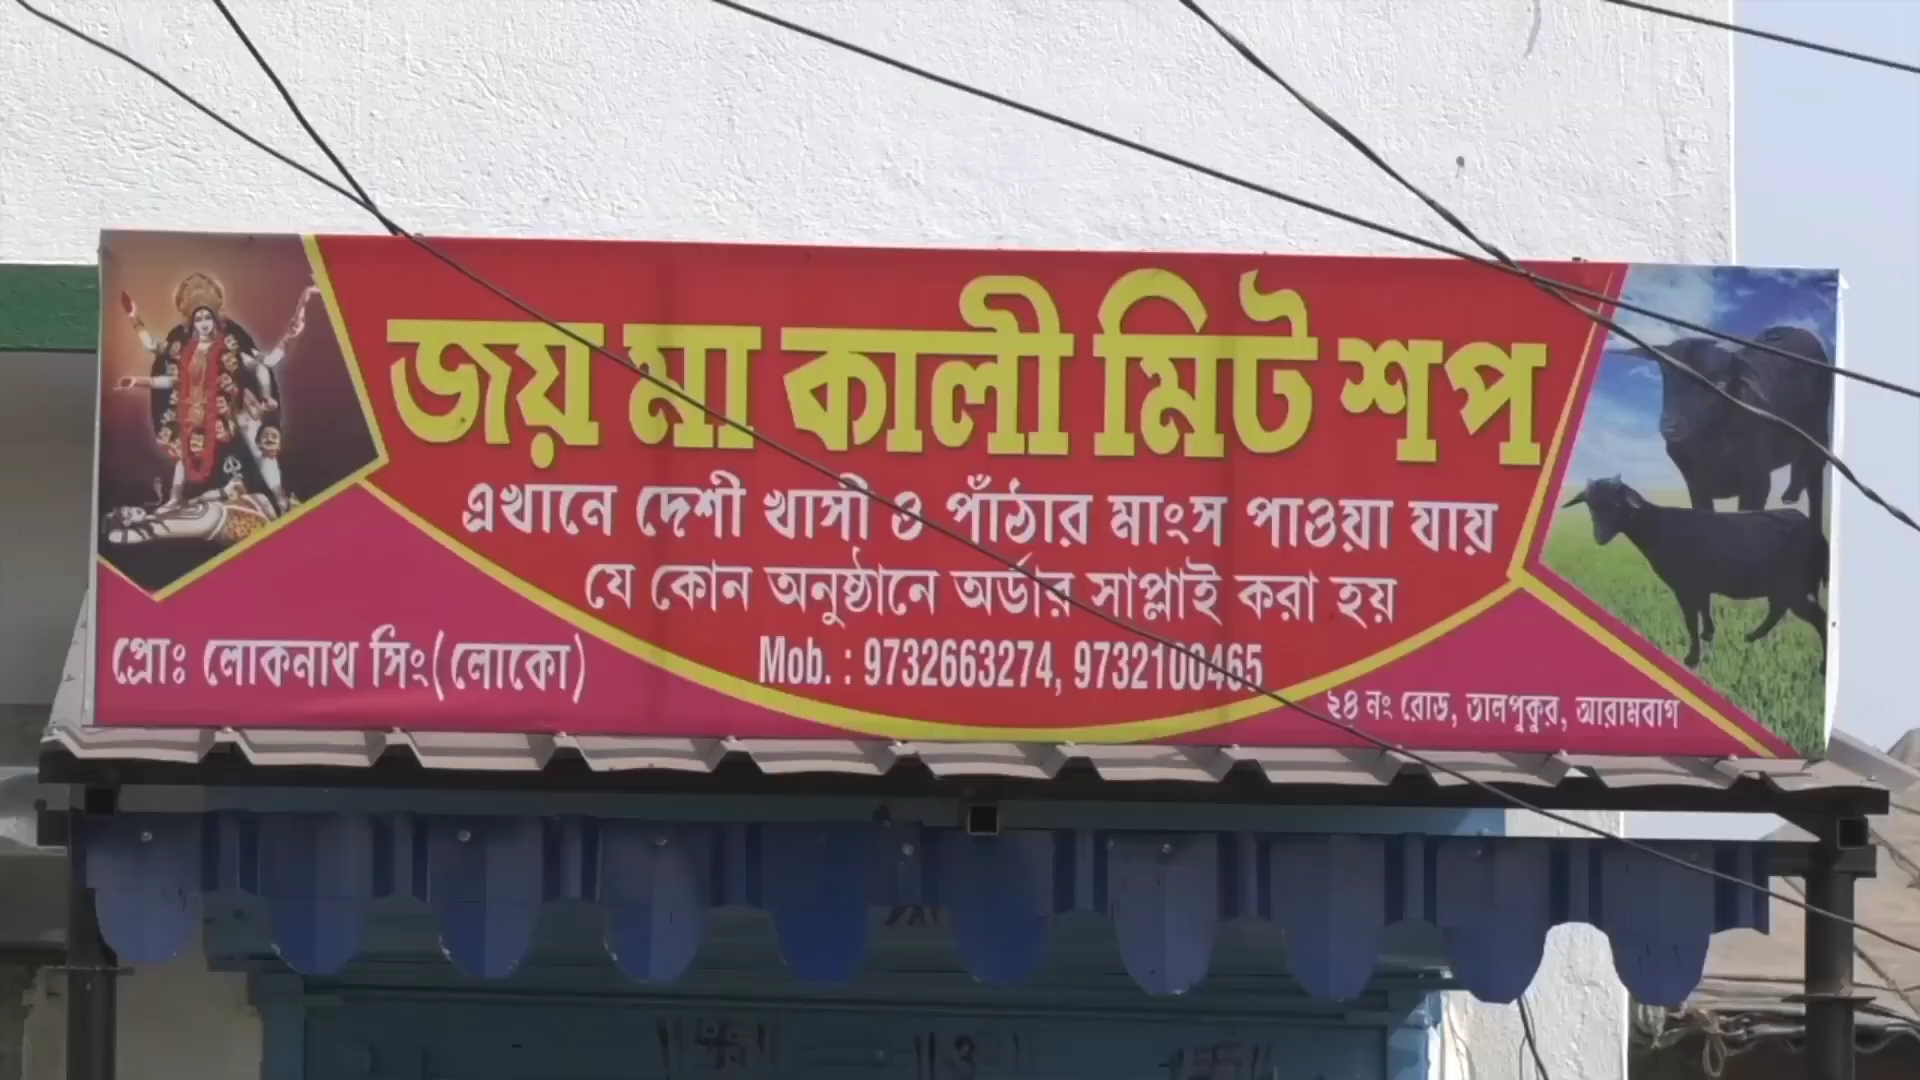 জয় মা কালী মিট শপ
এখানে দেশী খাসী ও পাঁঠার মাংস পাওয়া যায়
যে কোন অনুষ্ঠানে অর্ডার সাপ্লাই করা হয়
Mob. : 9732663274, 9732100465
প্রোঃ লোকনাথ সিং(লোকো)
২৪ নং রোড, তালপুকুর, আরামবাগ